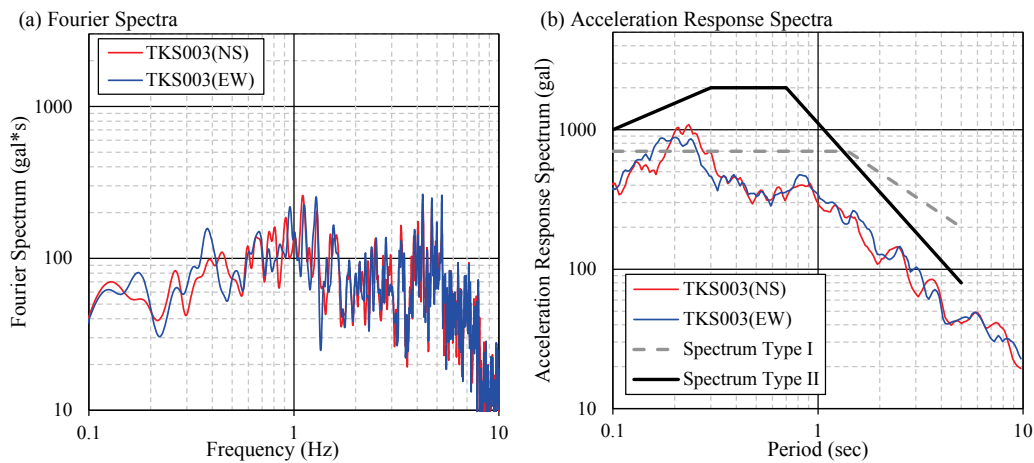 (a) Fourier Spectra
TKS003(NS)
TKS003(EW)
1000
100
10
0.1
1
10
Fourier Spectrum (gal*s)
Frequency (Hz)
(b) Acceleration Response Spectra
1000
100
10
0.1
1
10
Acceleration Response Spectrum (gal)
TKS003(NS)
TKS003(EW)
Spectrum Type I
Spectrum Type II
Period (sec)